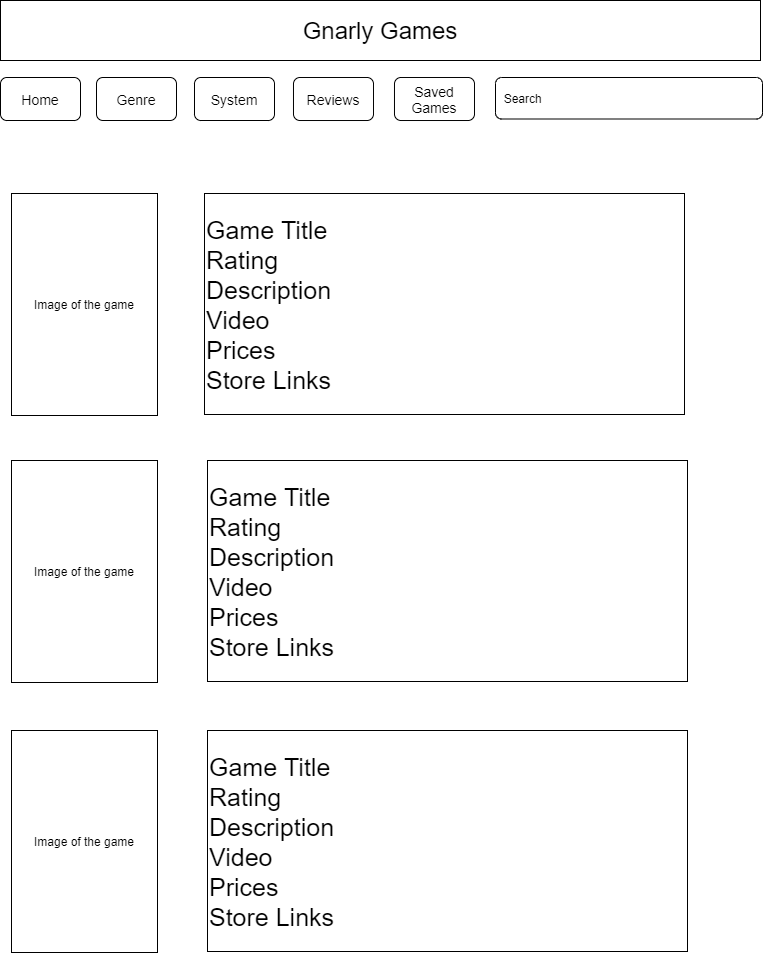 Gnarly Games
Home
Genre
System
Reviews
Saved
Games
Search
Image of the game
Game Title
Rating
Description
Video
Prices
Store Links
Image of the game
Game Title
Rating
Description
Video
Prices
Store Links
Image of the game
Game Title
Rating
Description
Video
Prices
Store Links